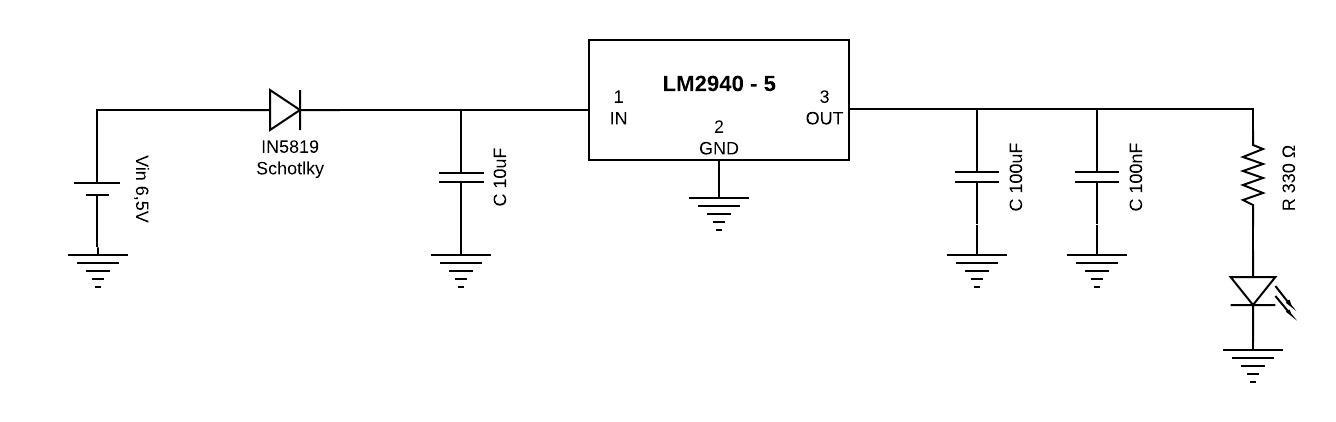 Vin 6,5V
IN5819
Schotlky
C 10uF
LM2940 - 5
1
IN
2
GND
3
OUT
C 100uF
C 100nF
R 330 Ω